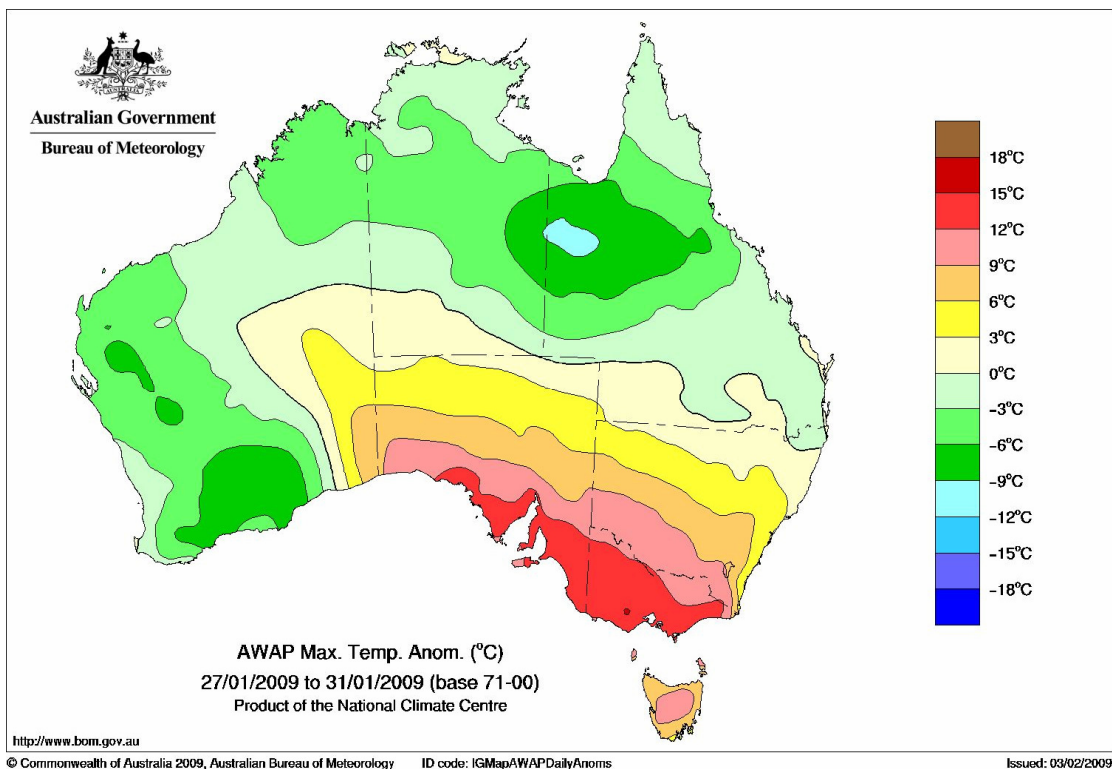 Australian Government
Bureau of Meteorology
18°C
15°C
12°C
9°C
6°C
3°C
0°C
-3°C
-6°C
-9°C
-12°C
-15°C
-18°C
AWAP Max. Temp. Anom. (°C)
27/01/2009 to 31/01/2009 (base 71-00)
Product of the National Climate Centre
http://www.bom.gov.au
© Commonwealth of Australia 2009, Australian Bureau of Meteorology ID code: IGMapAWAPDailyAnoms Issued: 03/02/2009